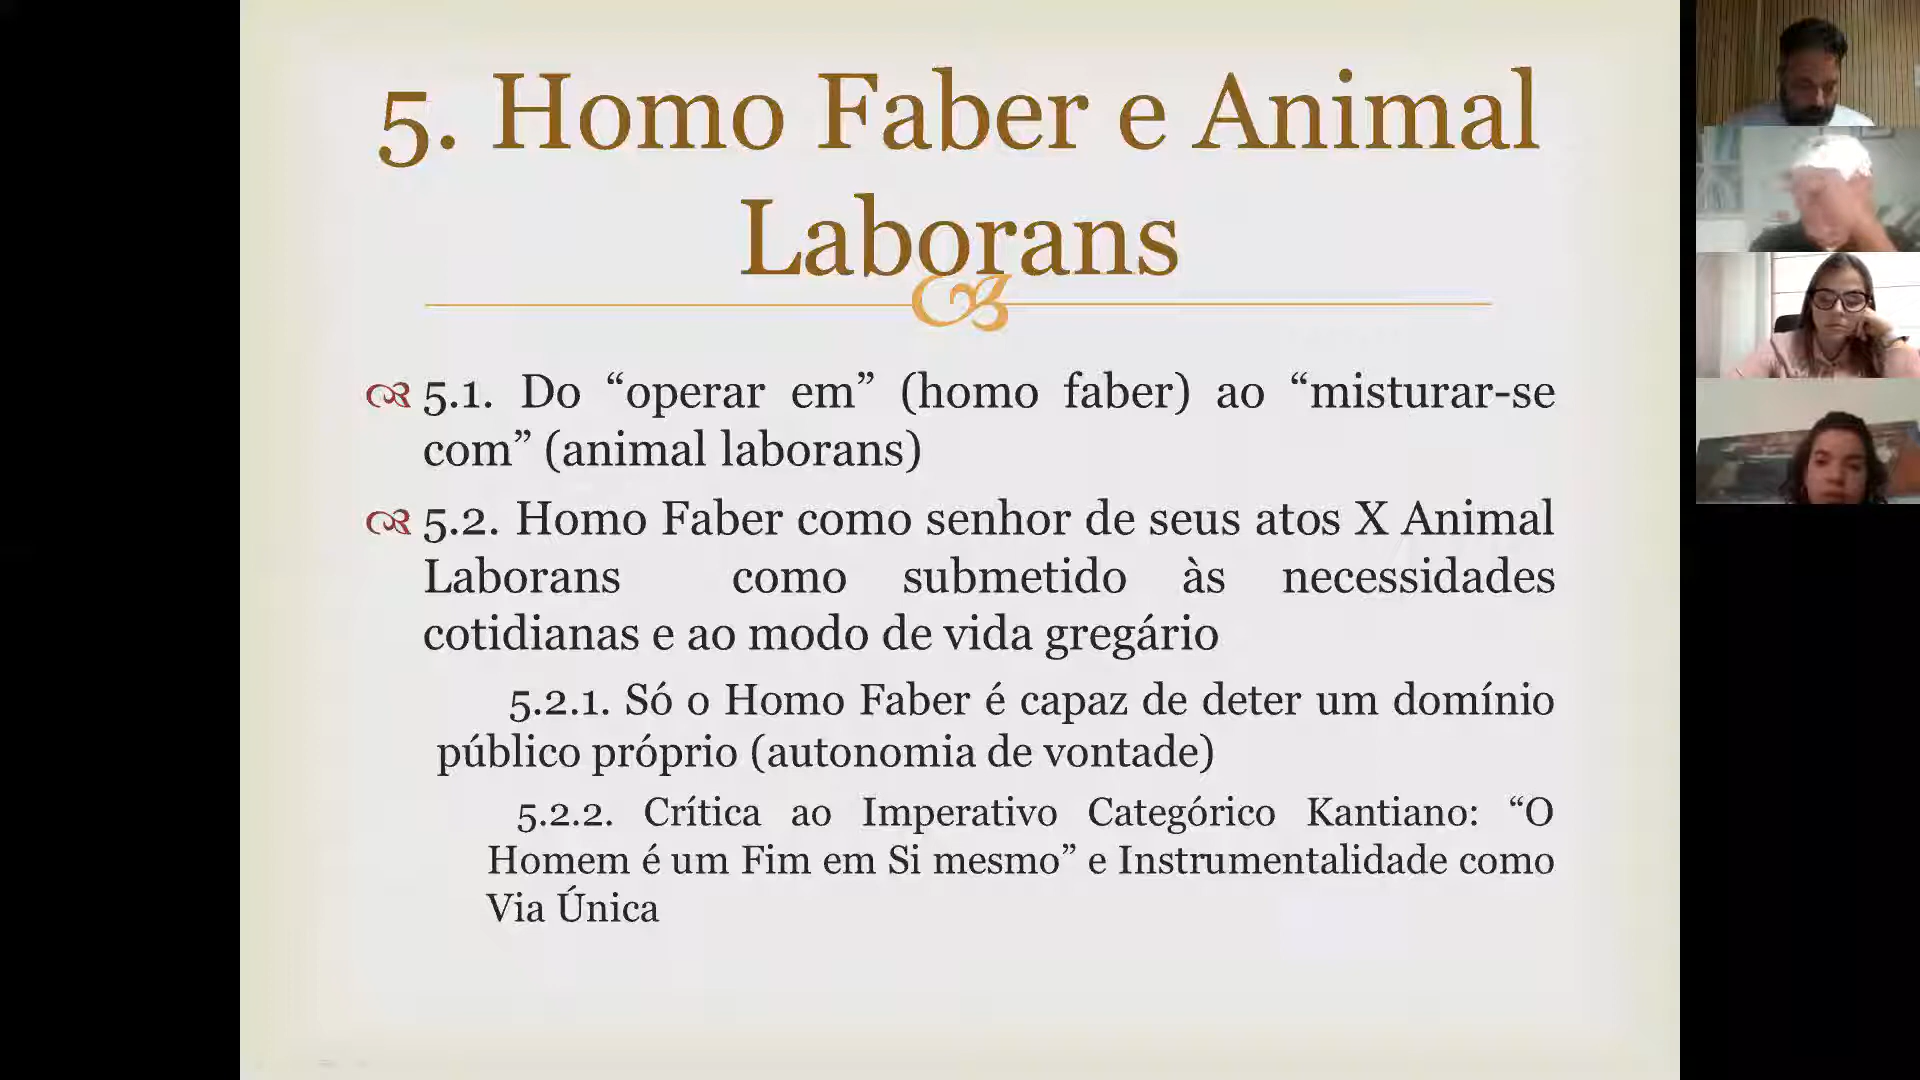 5. Homo Faber e Animal
Laborans
5.1. Do “operar em” (homo faber) ao “misturar-se
com” (animal laborans)
5.2. Homo Faber como senhor de seus atos X Animal
Laborans como submetido às necessidades
cotidianas e ao modo de vida gregário
5.2.1. Só o Homo Faber é capaz de deter um domínio
público próprio (autonomia de vontade)
5.2.2. Crítica ao Imperativo Categórico Kantiano: “O
Homem é um Fim em Si mesmo” e Instrumentalidade como
Via Única